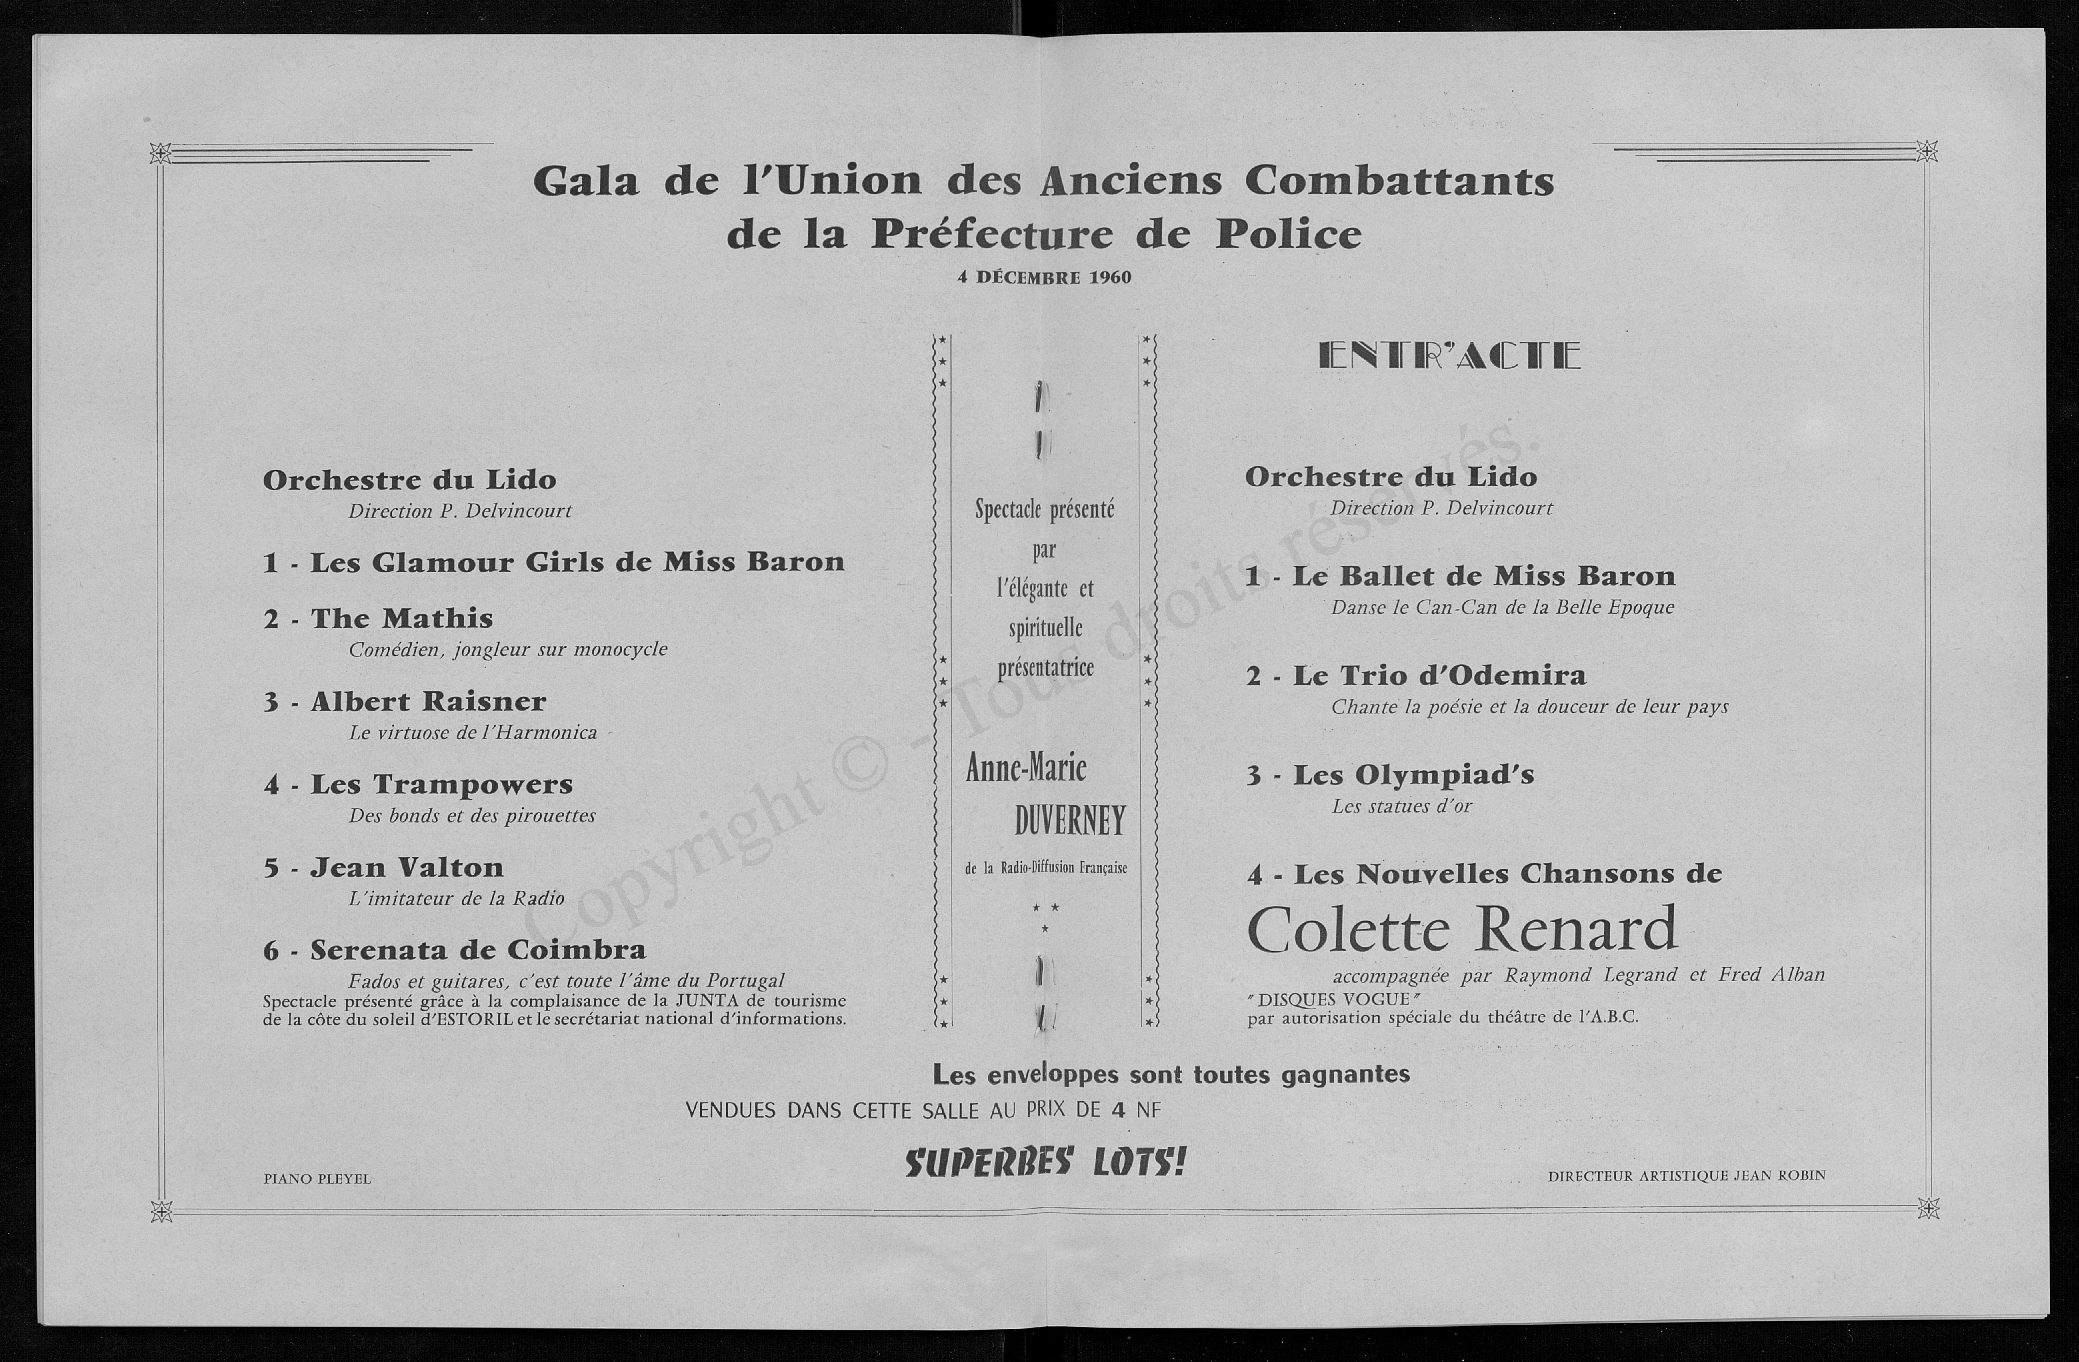 Gala de l'Union des Anciens Combattants
de la Préfecture de Police
4 DÉCEMBRE 1960
Orchestre du Lido
Direction P. Delvincourt
1 - Les Glamour Girls de Miss Baron
2 - The Mathis
Comédien, jongleur sur monocycle
3 - Albert Raisner
Le virtuose de l'Harmonica
4 - Les Trampowers
Des bonds et des pirouettes
5 - Jean Valton
L'imitateur de la Radio
6 - Serenata de Coimbra
Fados et guitares, c'est toute l'âme du Portugal
Spectacle présenté grâce à la complaisance de la JUNTA de tourisme
de la côte du soleil d'ESTORIL et le secrétariat national d'informations.
Spectacle présenté
par
l'élégante et
spirituelle
présentatrice
Anne-Marie
DUVERNEY
de la Radio-Diffusion Française
ENTR'ACTE
Orchestre du Lido
Direction P. Delvincourt
1 - Le Ballet de Miss Baron
Danse le Can-Can de la Belle Epoque
2 - Le Trio d'Odemira
Chante la poésie et la douceur de leur pays
3 - Les Olympiad's
Les statues d'or
4 - Les Nouvelles Chansons de
Colette Renard
accompagnée par Raymond Legrand et Fred Alban
"DISQUES VOGUE"
par autorisation spéciale du théâtre de l'A.B.C.
Les enveloppes sont toutes gagnantes
VENDUES DANS CETTE SALLE AU PRIX DE 4 NF
SUPERBES LOTS!
PIANO PLEYEL
DIRECTEUR ARTISTIQUE JEAN ROBIN
Copyright © - Tous droits réservés.